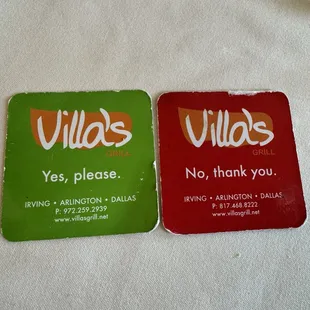 Villa's
GRILL
Yes, please.
IRVING • ARLINGTON • DALLAS
P: 972.259.2939
www.villasgrill.net
Villa's
GRILL
No, thank you.
IRVING • ARLINGTON • DALLAS
P: 817.468.8222
www.villasgrill.net